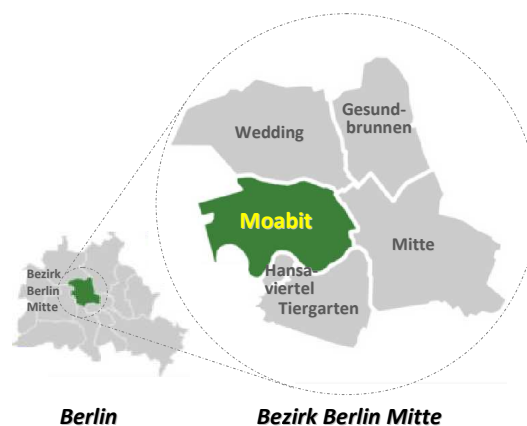 Gesund-
brunnen
Wedding
Moabit
Mitte
Hansa-
viertel
Tiergarten
Bezirk
Berlin
Mitte
Berlin
Bezirk Berlin Mitte